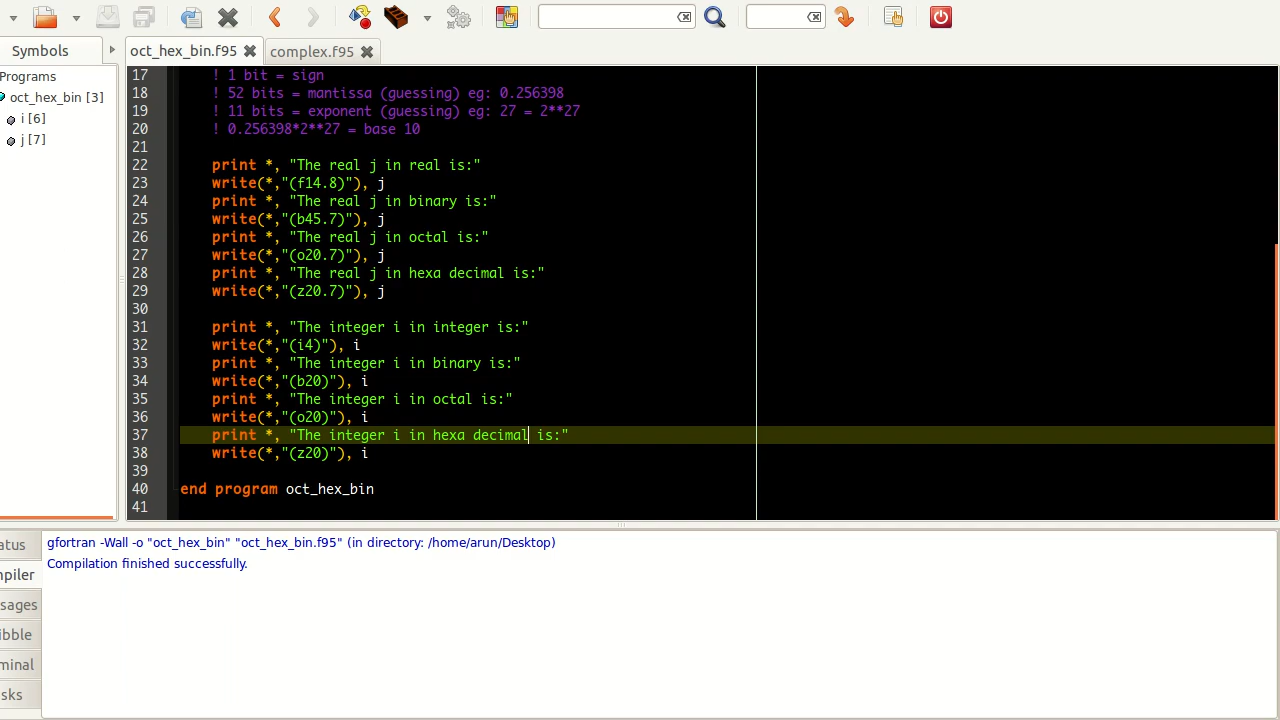 Symbols
oct_hex_bin.f95
complex.f95
Programs
oct_hex_bin [3]
i [6]
j [7]
17 ! 1 bit = sign
18 ! 52 bits = mantissa (guessing) eg: 0.256398
19 ! 11 bits = exponent (guessing) eg: 27 = 2**27
20 ! 0.256398*2**27 = base 10
21
22 print *, "The real j in real is:"
23 write(*,"(f14.8)"), j
24 print *, "The real j in binary is:"
25 write(*,"(b45.7)"), j
26 print *, "The real j in octal is:"
27 write(*,"(o20.7)"), j
28 print *, "The real j in hexa decimal is:"
29 write(*,"(z20.7)"), j
30
31 print *, "The integer i in integer is:"
32 write(*,"(i4)"), i
33 print *, "The integer i in binary is:"
34 write(*,"(b20)"), i
35 print *, "The integer i in octal is:"
36 write(*,"(o20)"), i
37 print *, "The integer i in hexa decimal is:"
38 write(*,"(z20)"), i
39
40 end program oct_hex_bin
41
atus
mpiler
sages
ibble
minal
sks
gfortran -Wall -o "oct_hex_bin" "oct_hex_bin.f95" (in directory: /home/arun/Desktop)
Compilation finished successfully.